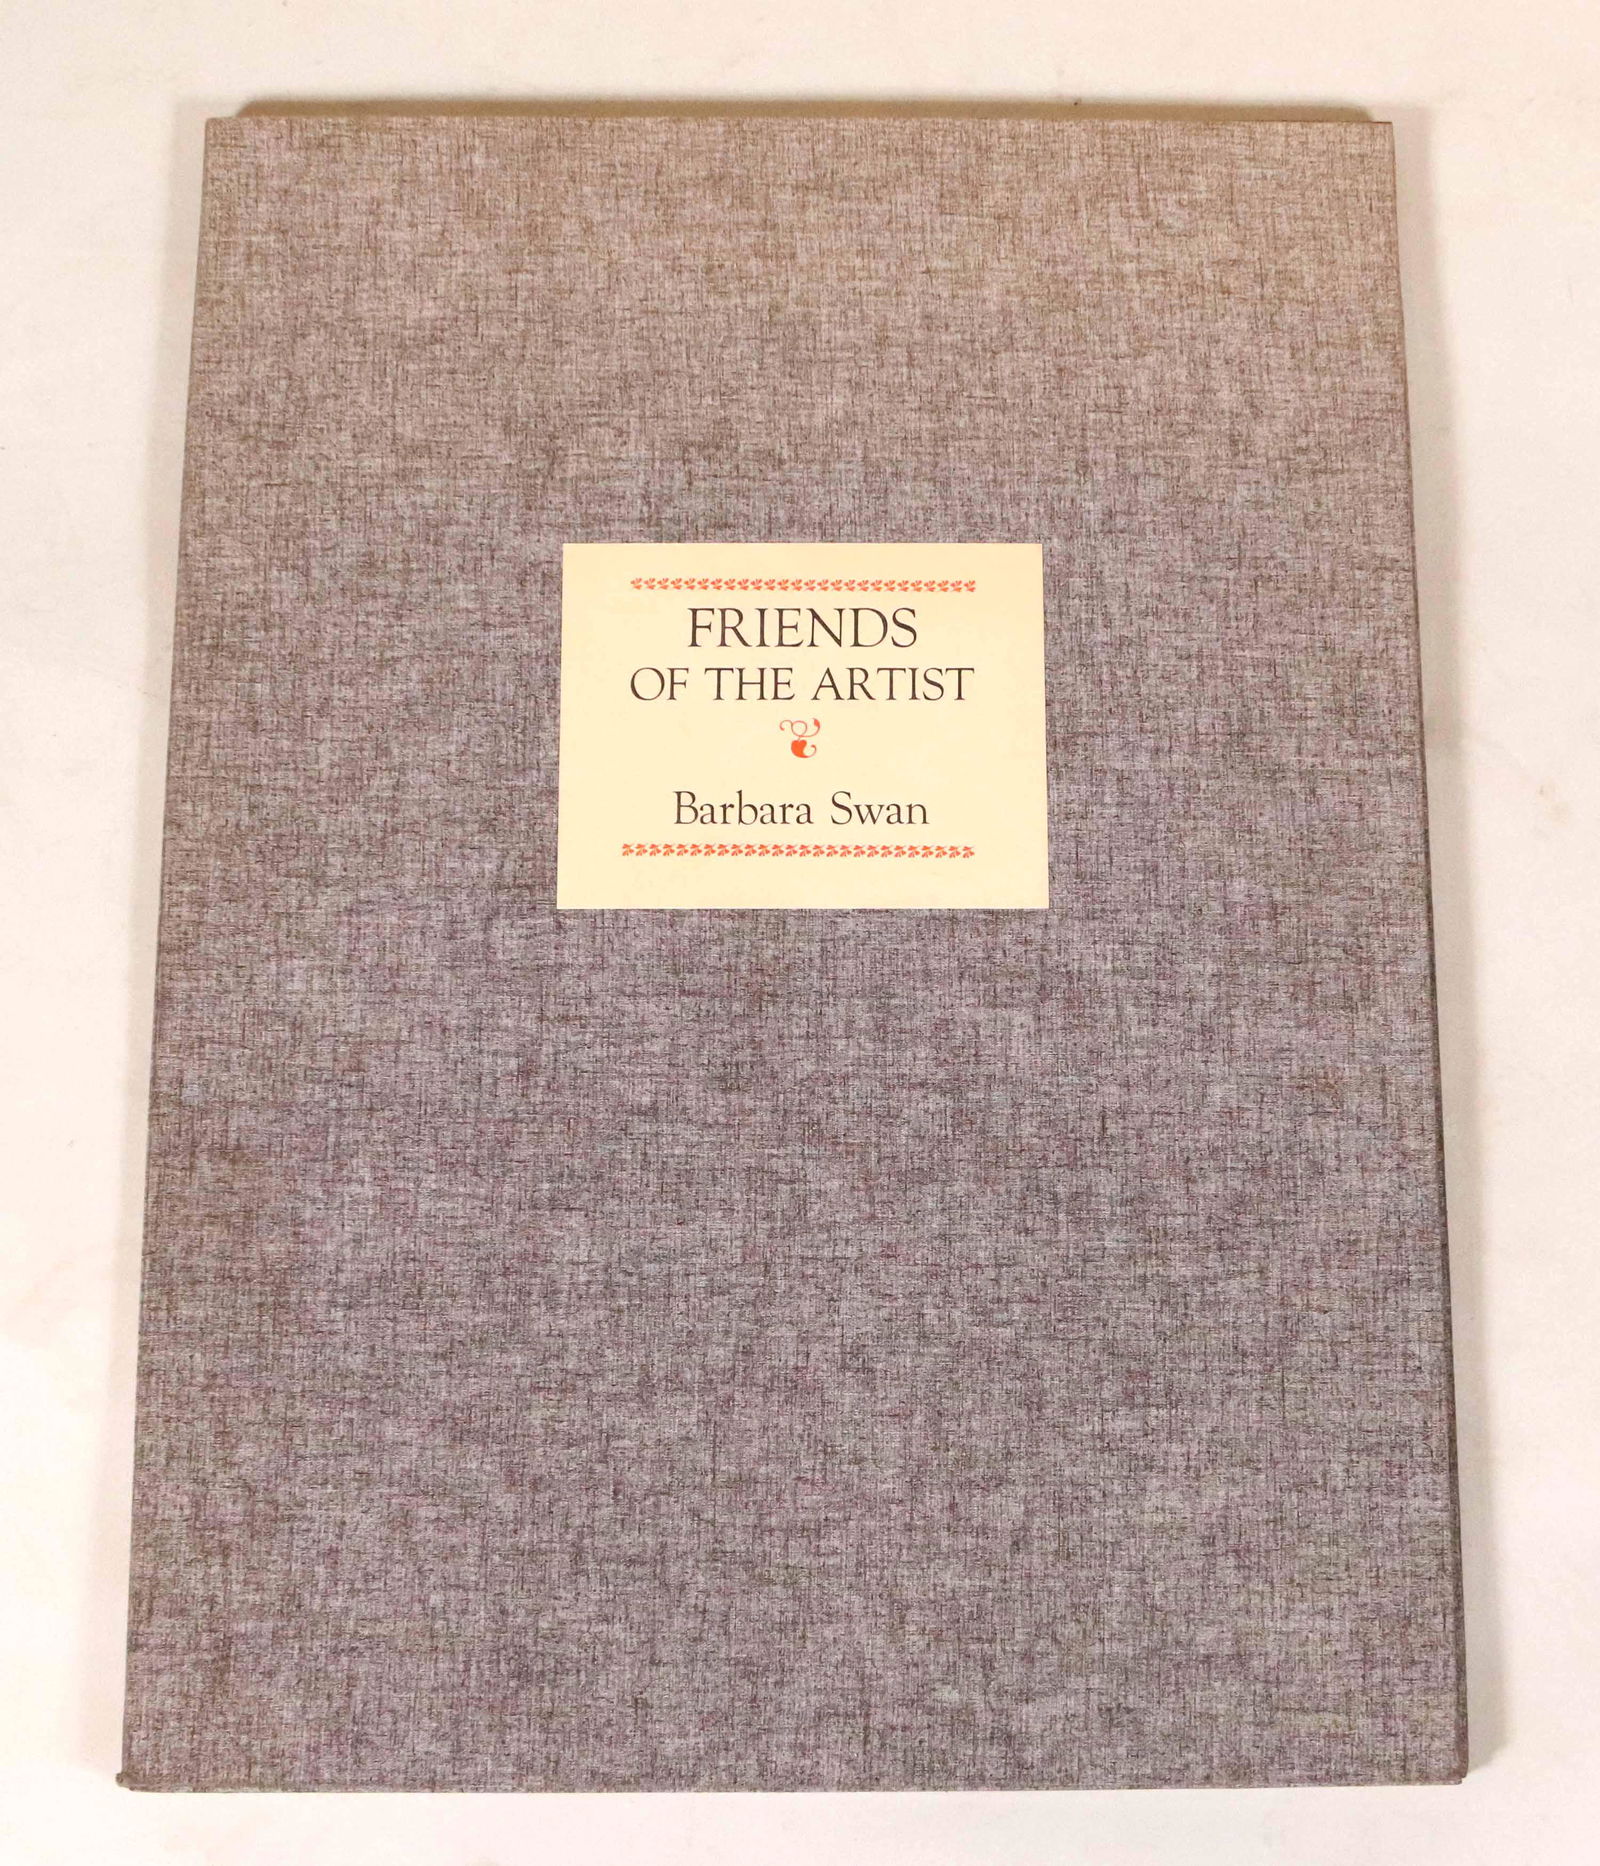 FRIENDS
OF THE ARTIST
Barbara Swan